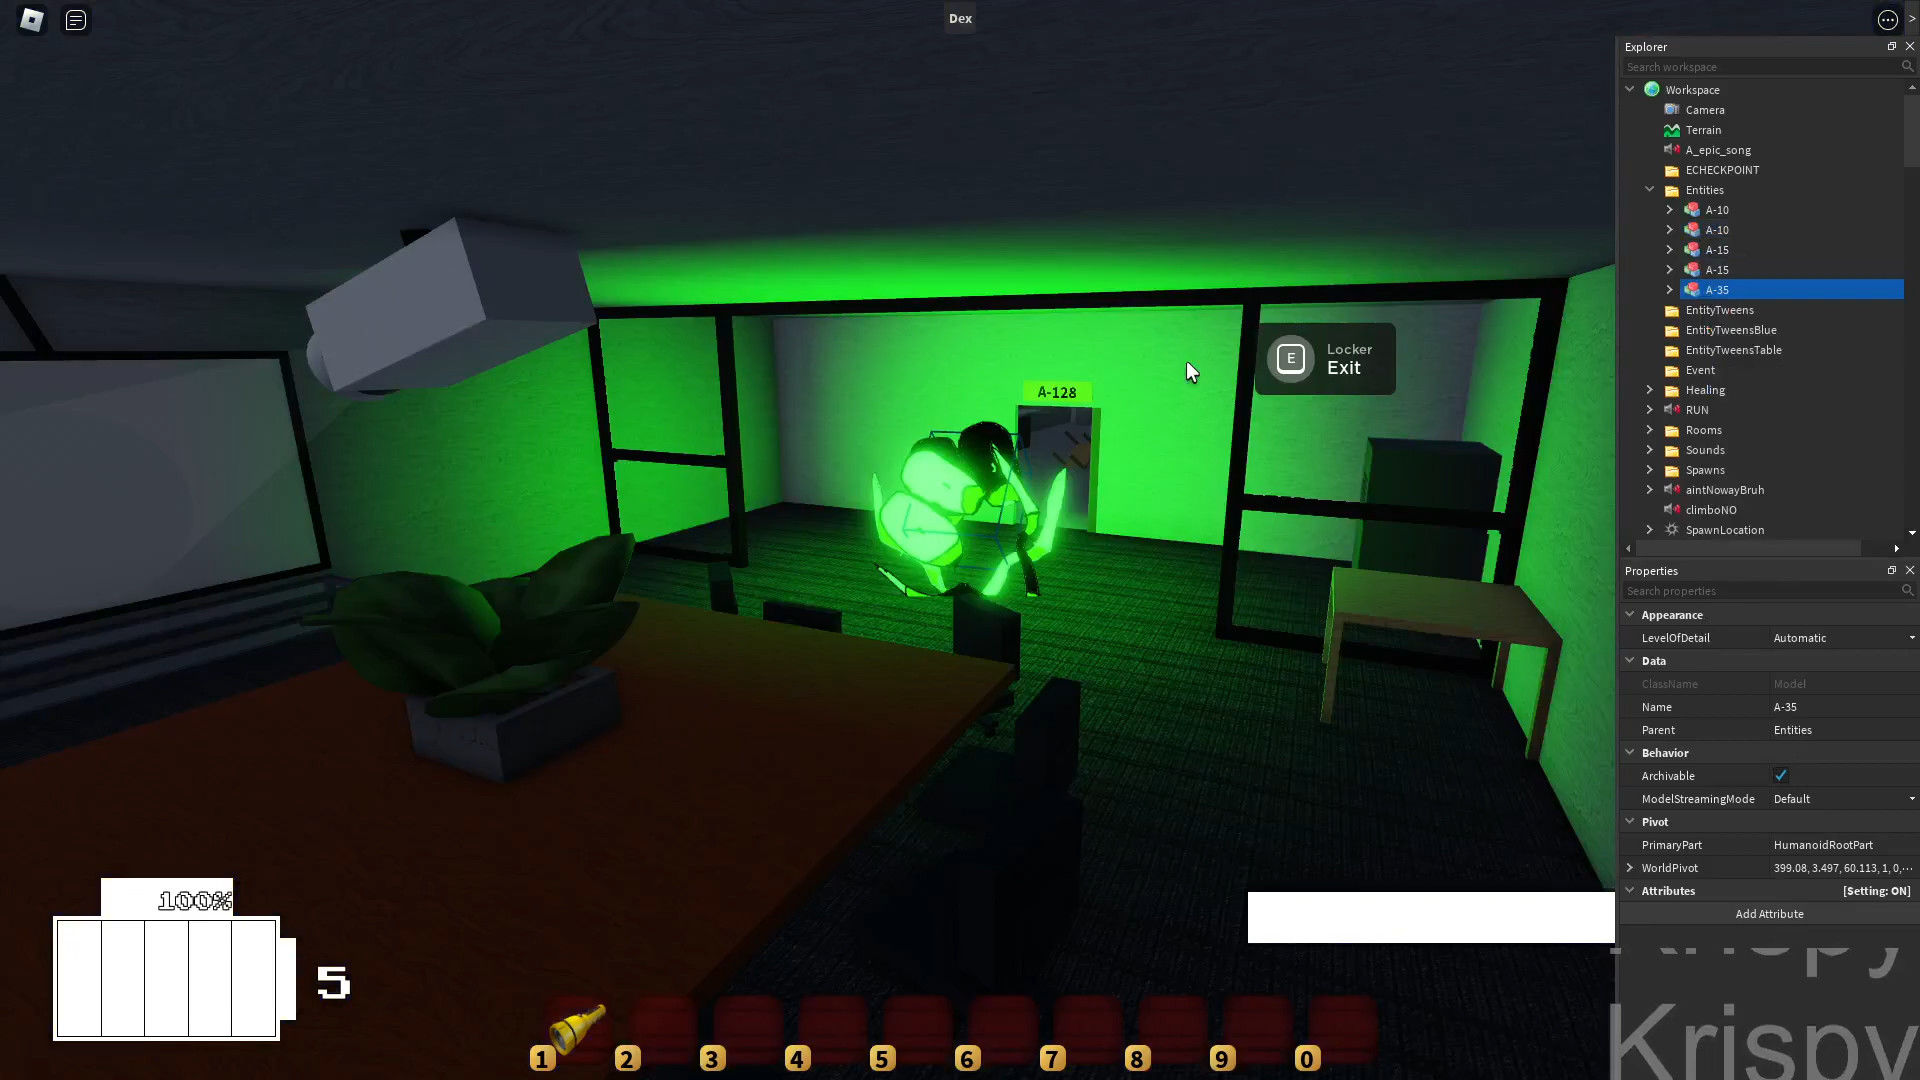 Dex
>
Explorer
Search workspace
Workspace
Camera
Terrain
A_epic_song
ECHECKPOINT
Entities
A-10
A-10
A-15
A-15
A-35
EntityTweens
EntityTweensBlue
EntityTweensTable
Event
Healing
RUN
Rooms
Sounds
Spawns
aintNowayBruh
climboNO
SpawnLocation
E
Locker
Exit
A-128
Properties
Search properties
Appearance
LevelOfDetail Automatic
Data
ClassName Model
Name A-35
Parent Entities
Behavior
Archivable
ModelStreamingMode Default
Pivot
PrimaryPart HumanoidRootPart
WorldPivot 399.08, 3.497, 60.113, 1, 0,...
Attributes [Setting: ON]
Add Attribute
100%
5
Krispy
Krispy
1 2 3 4 5 6 7 8 9 0